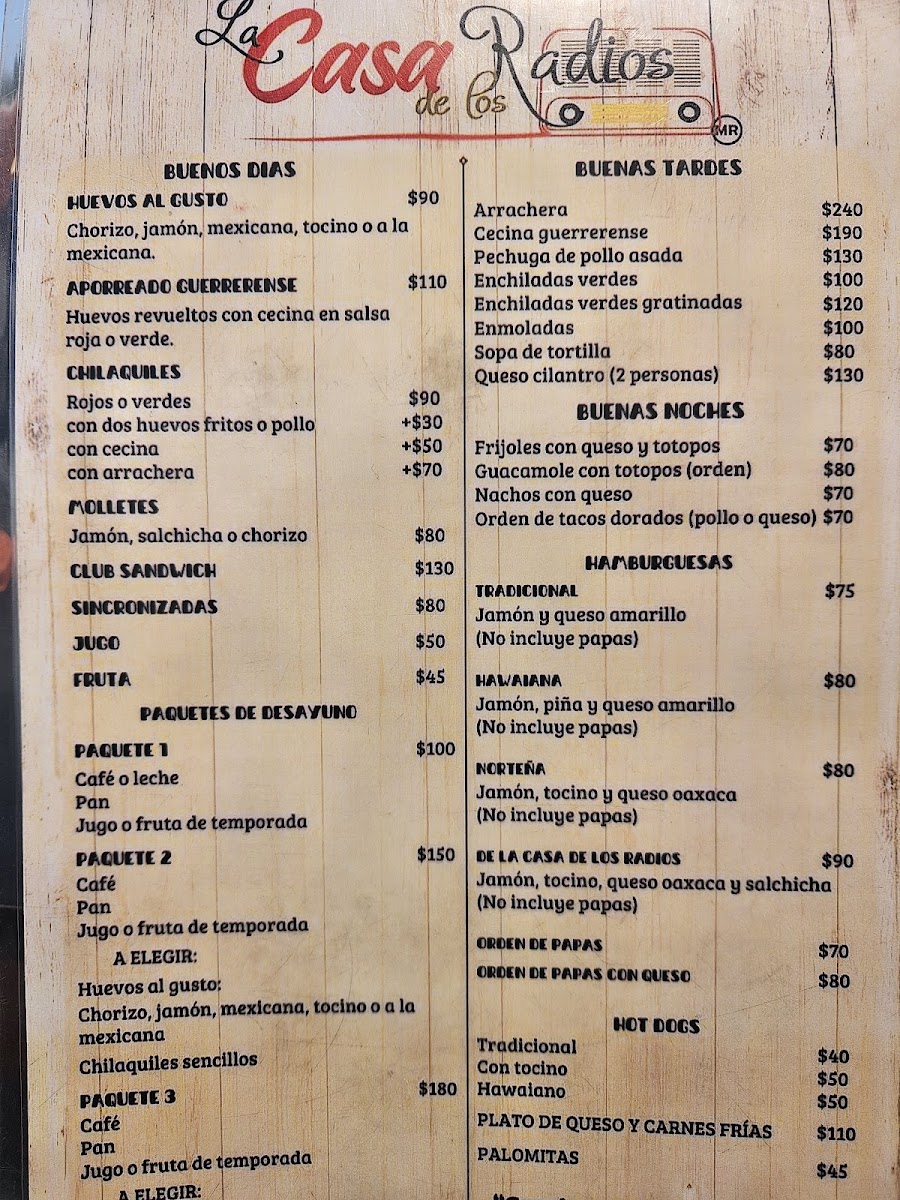 La Casa de los Radios
MR
BUENOS DIAS
HUEVOS AL GUSTO $90
Chorizo, jamón, mexicana, tocino o a la
mexicana.
APORREADO GUERRERENSE $110
Huevos revueltos con cecina en salsa
roja o verde.
CHILAQUILES
Rojos o verdes $90
con dos huevos fritos o pollo +$30
con cecina +$50
con arrachera +$70
MOLLETES
Jamón, salchicha o chorizo $80
CLUB SANDWICH $130
SINCRONIZADAS $80
JUGO $50
FRUTA $45
PAQUETES DE DESAYUNO
PAQUETE 1 $100
Café o leche
Pan
Jugo o fruta de temporada
PAQUETE 2 $150
Café
Pan
Jugo o fruta de temporada
A ELEGIR:
Huevos al gusto:
Chorizo, jamón, mexicana, tocino o a la
mexicana
Chilaquiles sencillos
PAQUETE 3 $180
Café
Pan
Jugo o fruta de temporada
A ELEGIR:
BUENAS TARDES
Arrachera $240
Cecina guerrerense $190
Pechuga de pollo asada $130
Enchiladas verdes $100
Enchiladas verdes gratinadas $120
Enmoladas $100
Sopa de tortilla $80
Queso cilantro (2 personas) $130
BUENAS NOCHES
Frijoles con queso y totopos $70
Guacamole con totopos (orden) $80
Nachos con queso $70
Orden de tacos dorados (pollo o queso) $70
HAMBURGUESAS
TRADICIONAL $75
Jamón y queso amarillo
(No incluye papas)
HAWAIANA $80
Jamón, piña y queso amarillo
(No incluye papas)
NORTEÑA $80
Jamón, tocino y queso oaxaca
(No incluye papas)
DE LA CASA DE LOS RADIOS $90
Jamón, tocino, queso oaxaca y salchicha
(No incluye papas)
ORDEN DE PAPAS $70
ORDEN DE PAPAS CON QUESO $80
HOT DOGS
Tradicional $40
Con tocino $50
Hawaiano $50
PLATO DE QUESO Y CARNES FRÍAS $110
PALOMITAS $45